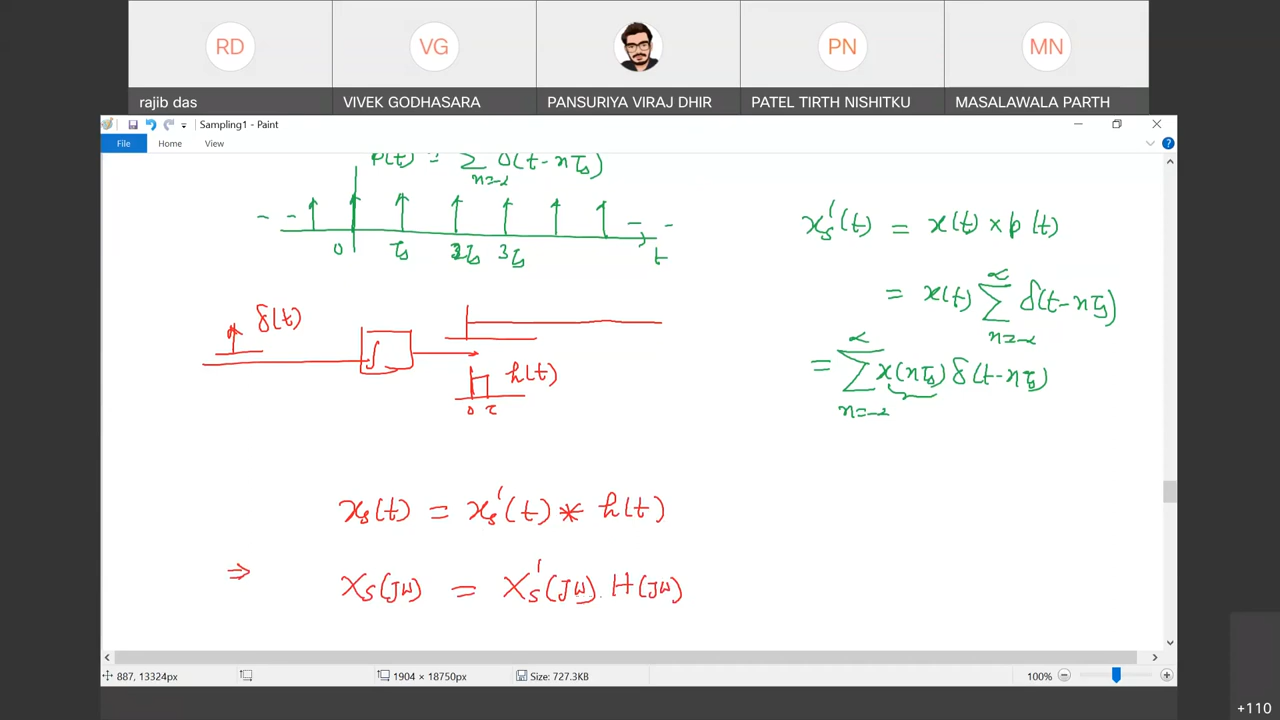 RD VG PN MN
rajib das VIVEK GODHASARA PANSURIYA VIRAJ DHIR PATEL TIRTH NISHITKU MASALAWALA PARTH
Sampling1 - Paint
File Home View
p(t) = ∑ δ(t-nTs)
n=-∞
0 Ts 2Ts 3Ts t
xs'(t) = x(t) × p(t)
= x(t) ∑ δ(t-nTs)
∞
n=-∞
= ∑ x(nTs) δ(t-nTs)
∞
n=-∞
δ(t)
∫
h(t)
0 τ
xs(t) = xs'(t) * h(t)
⇒ Xs(jω) = Xs'(jω). H(jω)
887, 13324px 1904 × 18750px Size: 727.3KB 100%
+110